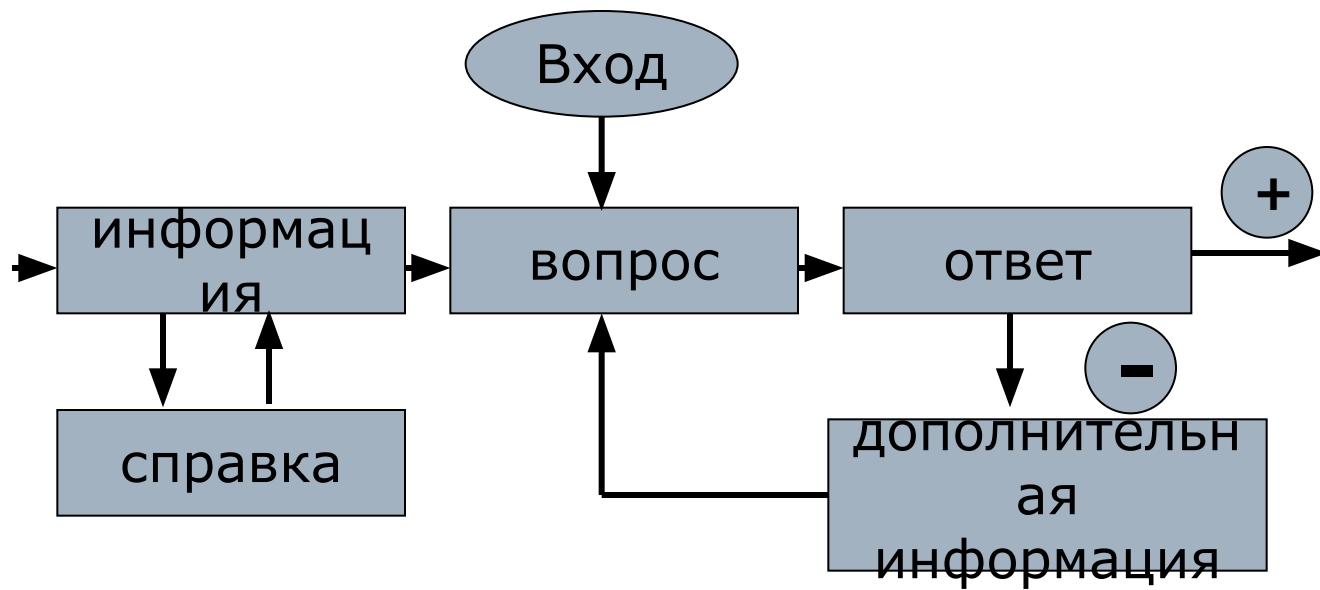 Вход
+
информац
ия
вопрос
ответ
-
справка
дополнительн
ая
информация